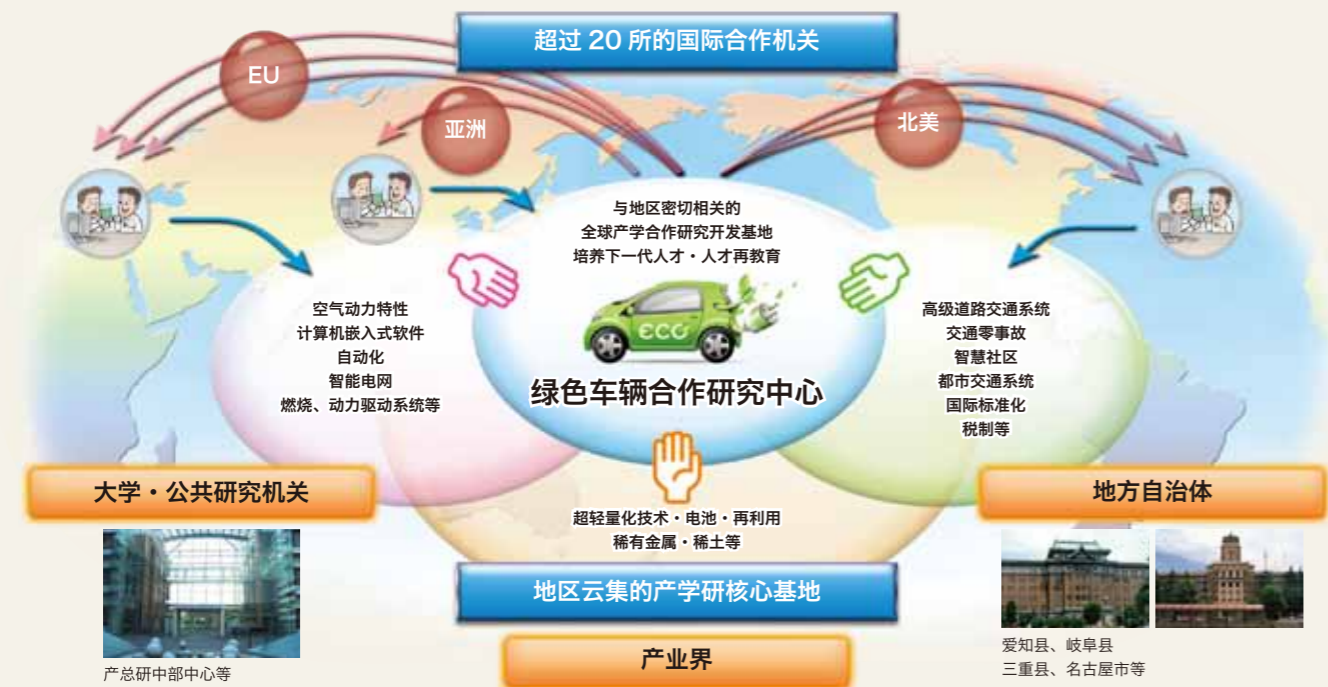 超过 20 所的国际合作机关
EU
亚洲
北美
与地区密切相关的
全球产学合作研究开发基地
培养下一代人才・人才再教育
ECO
绿色车辆合作研究中心
空气动力特性
计算机嵌入式软件
自动化
智能电网
燃烧、动力驱动系统等
高级道路交通系统
交通零事故
智慧社区
都市交通系统
国际标准化
税制等
大学・公共研究机关
地方自治体
超轻量化技术・电池・再利用
稀有金属・稀土等
地区云集的产学研核心基地
产业界
产总研中部中心等
爱知县、岐阜县
三重县、名古屋市等